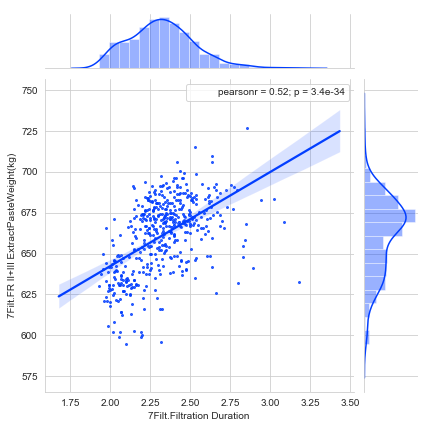 pearsonr = 0.52; p = 3.4e-34
750
725
700
675
650
625
600
575
7Filt.FR II+III ExtractPasteWeight(kg)
1.75 2.00 2.25 2.50 2.75 3.00 3.25 3.50
7Filt.Filtration Duration